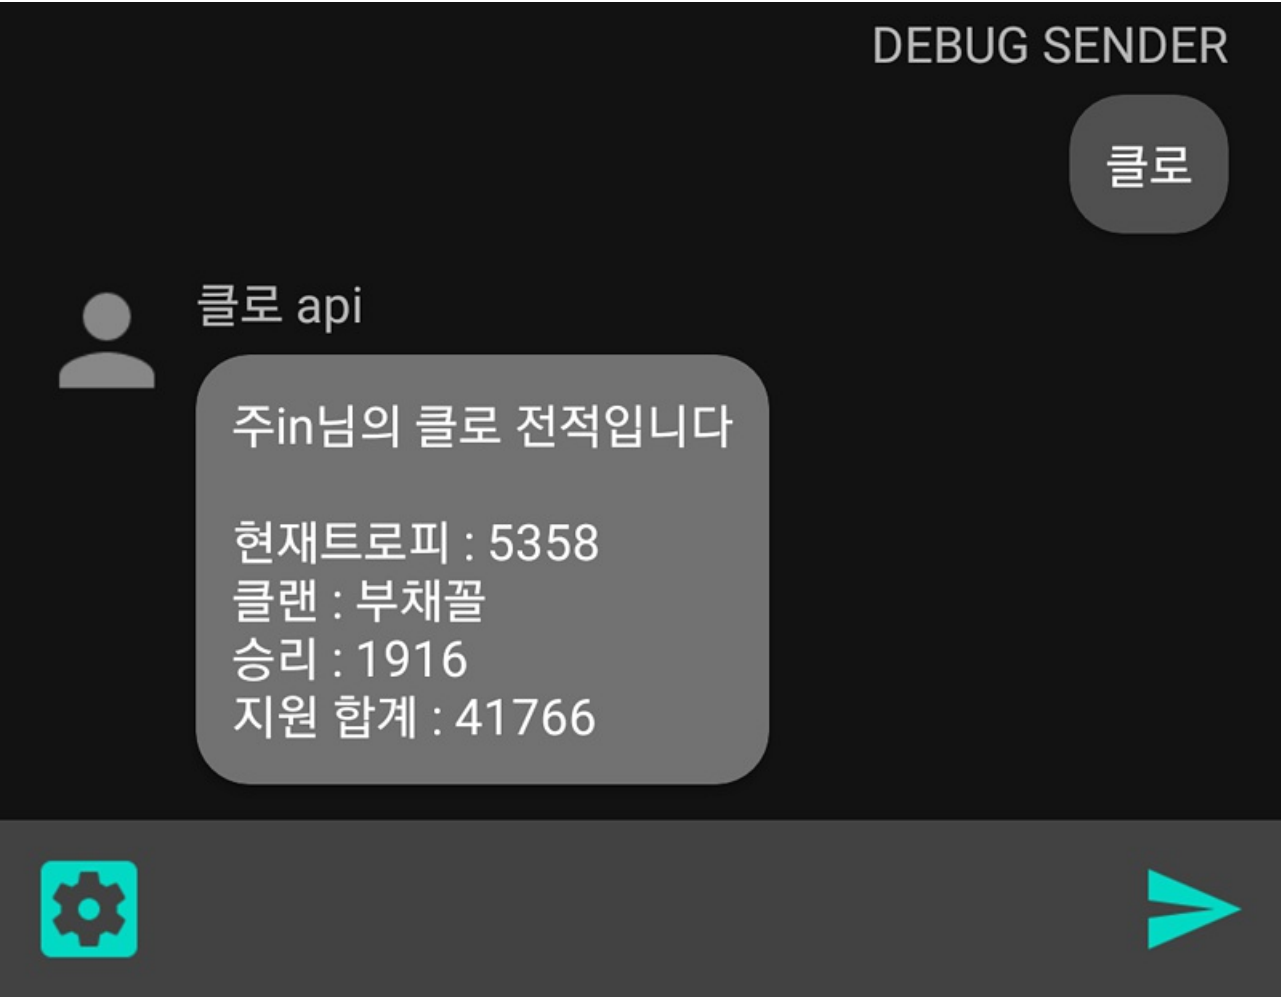 DEBUG SENDER
클로
클로 api
주in님의 클로 전적입니다
현재트로피 : 5358
클랜 : 부채꼴
승리 : 1916
지원 합계 : 41766